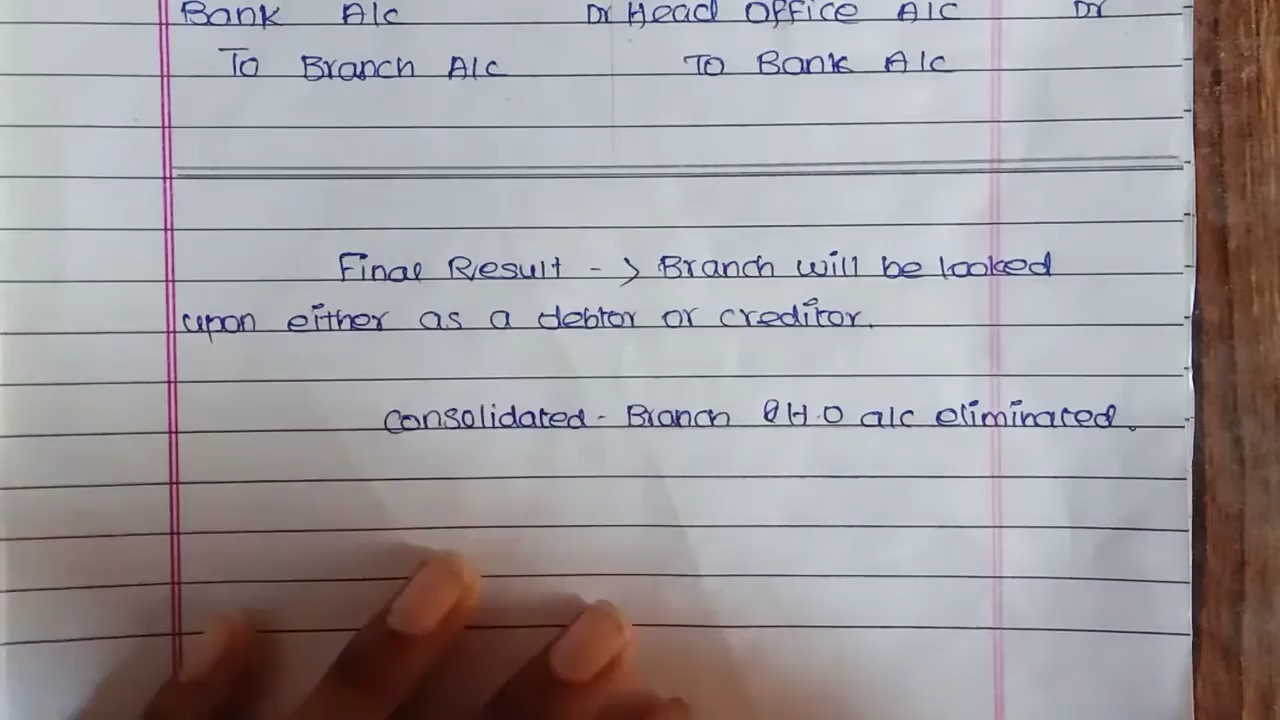 Bank A/c Dr Head Office A/c Dr
To Branch A/c To Bank A/c
Final Result -> Branch will be looked
upon either as a debtor or creditor.
Consolidated - Branch & H.O a/c eliminated.